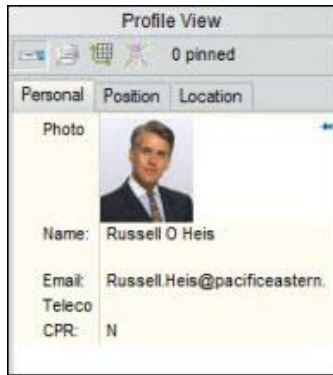 Profile View
0 pinned
Personal Position Location
Photo
Name: Russell O Heis
Email: Russell.Heis@pacificeastern.
Teleco
CPR: N